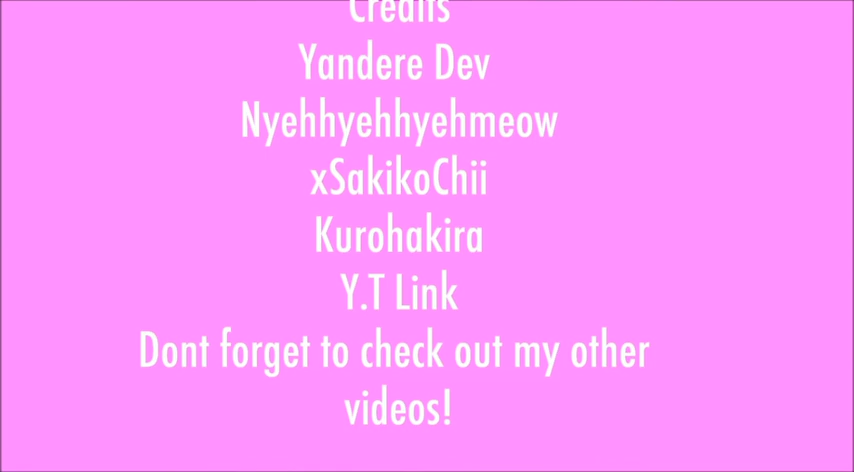 Credits
Yandere Dev
Nyehhyehhyehmeow
xSakikoChii
Kurohakira
Y.T Link
Dont forget to check out my other
videos!